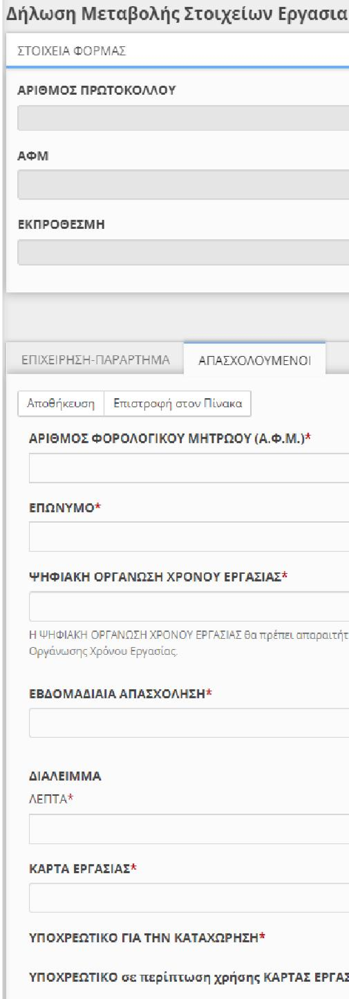 Δήλωση Μεταβολής Στοιχείων Εργασια
ΣΤΟΙΧΕΙΑ ΦΟΡΜΑΣ
ΑΡΙΘΜΟΣ ΠΡΩΤΟΚΟΛΛΟΥ
ΑΦΜ
ΕΚΠΡΟΘΕΣΜΗ
ΕΠΙΧΕΙΡΗΣΗ-ΠΑΡΑΡΤΗΜΑ ΑΠΑΣΧΟΛΟΥΜΕΝΟΙ
Αποθήκευση Επιστροφή στον Πίνακα
ΑΡΙΘΜΟΣ ΦΟΡΟΛΟΓΙΚΟΥ ΜΗΤΡΩΟΥ (Α.Φ.Μ.)*
ΕΠΩΝΥΜΟ*
ΨΗΦΙΑΚΗ ΟΡΓΑΝΩΣΗ ΧΡΟΝΟΥ ΕΡΓΑΣΙΑΣ*
Η ΨΗΦΙΑΚΗ ΟΡΓΑΝΩΣΗ ΧΡΟΝΟΥ ΕΡΓΑΣΙΑΣ θα πρέπει απαραιτήτ
Οργάνωσης Χρόνου Εργασίας.
ΕΒΔΟΜΑΔΙΑΙΑ ΑΠΑΣΧΟΛΗΣΗ*
ΔΙΑΛΕΙΜΜΑ
ΛΕΠΤΑ*
ΚΑΡΤΑ ΕΡΓΑΣΙΑΣ*
ΥΠΟΧΡΕΩΤΙΚΟ ΓΙΑ ΤΗΝ ΚΑΤΑΧΩΡΗΣΗ*
ΥΠΟΧΡΕΩΤΙΚΟ σε περίπτωση χρήσης ΚΑΡΤΑΣ ΕΡΓΑΣ